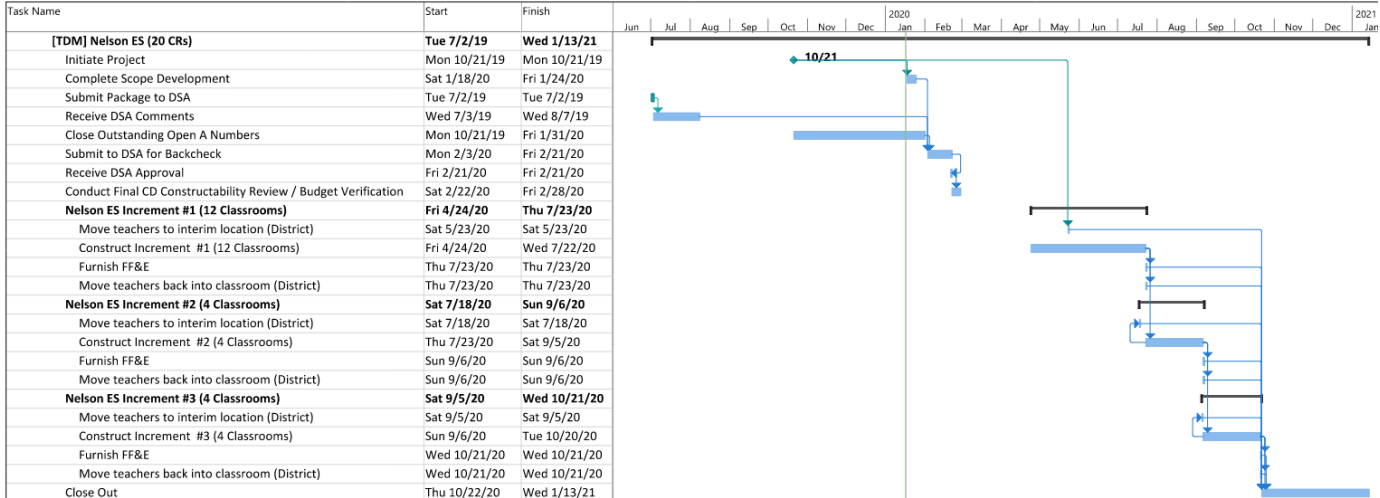 Task Name Start Finish 2020 2021
Jun Jul Aug Sep Oct Nov Dec Jan Feb Mar Apr May Jun Jul Aug Sep Oct Nov Dec Jan
[TDM] Nelson ES (20 CRs) Tue 7/2/19 Wed 1/13/21
Initiate Project Mon 10/21/19 Mon 10/21/19 10/21
Complete Scope Development Sat 1/18/20 Fri 1/24/20
Submit Package to DSA Tue 7/2/19 Tue 7/2/19
Receive DSA Comments Wed 7/3/19 Wed 8/7/19
Close Outstanding Open A Numbers Mon 10/21/19 Fri 1/31/20
Submit to DSA for Backcheck Mon 2/3/20 Fri 2/21/20
Receive DSA Approval Fri 2/21/20 Fri 2/21/20
Conduct Final CD Constructability Review / Budget Verification Sat 2/22/20 Fri 2/28/20
Nelson ES Increment #1 (12 Classrooms) Fri 4/24/20 Thu 7/23/20
Move teachers to interim location (District) Sat 5/23/20 Sat 5/23/20
Construct Increment #1 (12 Classrooms) Fri 4/24/20 Wed 7/22/20
Furnish FF&E Thu 7/23/20 Thu 7/23/20
Move teachers back into classroom (District) Thu 7/23/20 Thu 7/23/20
Nelson ES Increment #2 (4 Classrooms) Sat 7/18/20 Sun 9/6/20
Move teachers to interim location (District) Sat 7/18/20 Sat 7/18/20
Construct Increment #2 (4 Classrooms) Thu 7/23/20 Sat 9/5/20
Furnish FF&E Sun 9/6/20 Sun 9/6/20
Move teachers back into classroom (District) Sun 9/6/20 Sun 9/6/20
Nelson ES Increment #3 (4 Classrooms) Sat 9/5/20 Wed 10/21/20
Move teachers to interim location (District) Sat 9/5/20 Sat 9/5/20
Construct Increment #3 (4 Classrooms) Sun 9/6/20 Tue 10/20/20
Furnish FF&E Wed 10/21/20 Wed 10/21/20
Move teachers back into classroom (District) Wed 10/21/20 Wed 10/21/20
Close Out Thu 10/22/20 Wed 1/13/21